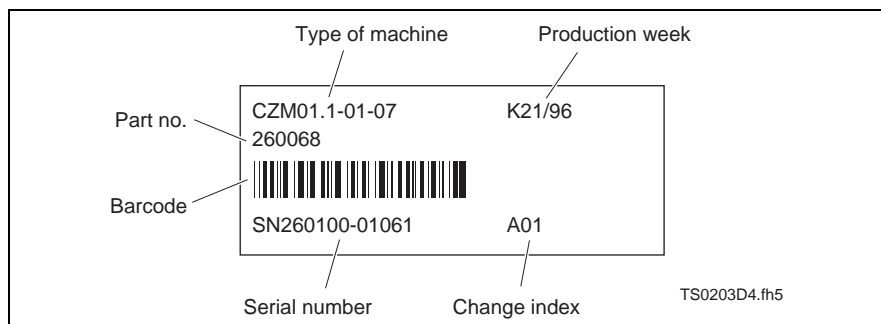 Type of machine Production week
CZM01.1-01-07 K21/96
Part no.
260068
Barcode
SN260100-01061 A01
TS0203D4.fh5
Serial number Change index